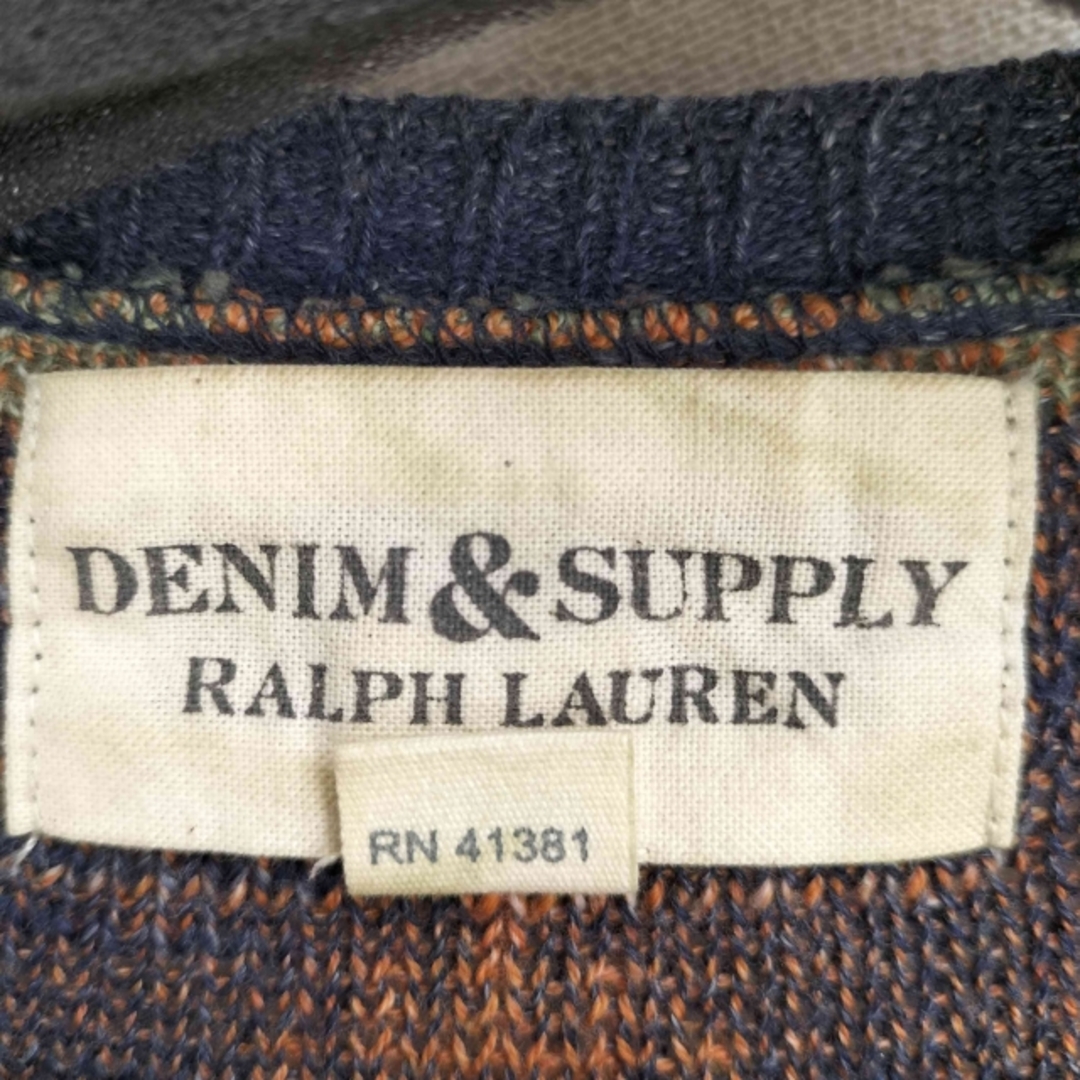 DENIM & SUPPLY
RALPH LAUREN
RN 41381